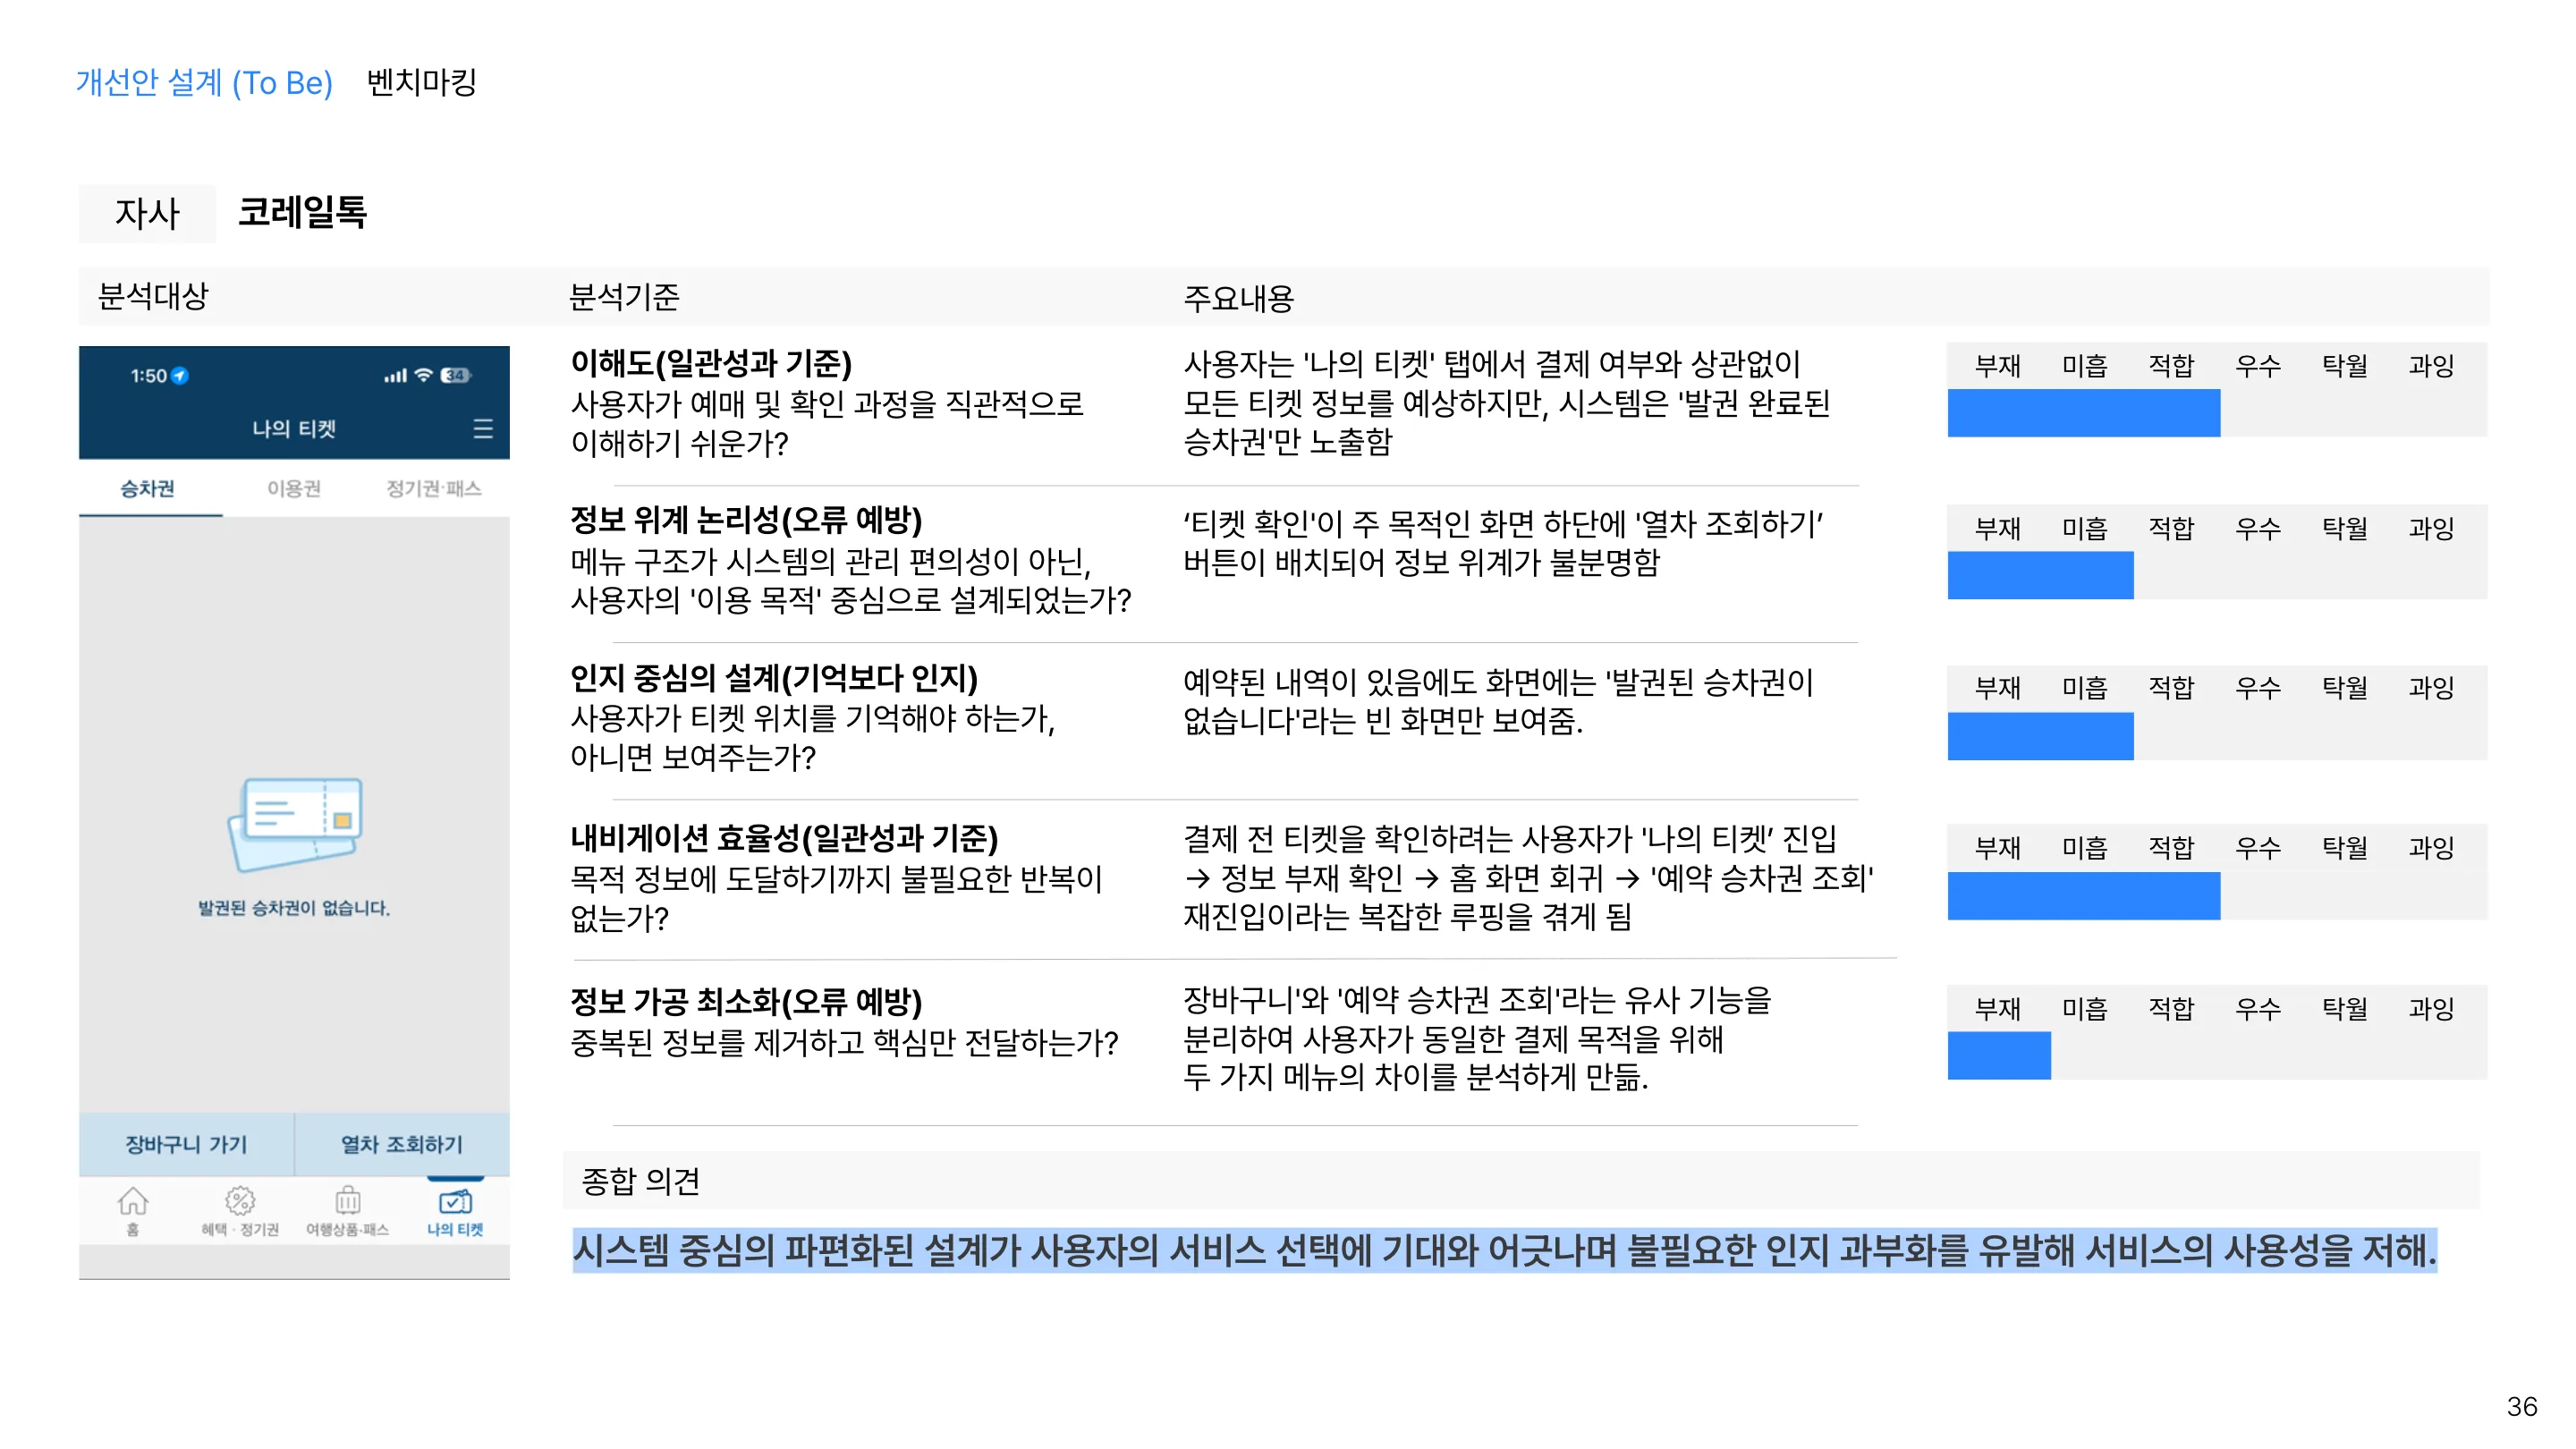 개선안 설계 (To Be) 벤치마킹
자사 코레일톡
분석대상 분석기준 주요내용
1:50 34
나의 티켓
승차권 이용권 정기권·패스
발권된 승차권이 없습니다.
장바구니 가기 열차 조회하기
홈 혜택 · 정기권 여행상품·패스 나의 티켓
이해도(일관성과 기준)
사용자가 예매 및 확인 과정을 직관적으로
이해하기 쉬운가?
사용자는 '나의 티켓' 탭에서 결제 여부와 상관없이
모든 티켓 정보를 예상하지만, 시스템은 '발권 완료된
승차권'만 노출함
부재 미흡 적합 우수 탁월 과잉
정보 위계 논리성(오류 예방)
메뉴 구조가 시스템의 관리 편의성이 아닌,
사용자의 '이용 목적' 중심으로 설계되었는가?
‘티켓 확인'이 주 목적인 화면 하단에 '열차 조회하기’
버튼이 배치되어 정보 위계가 불분명함
부재 미흡 적합 우수 탁월 과잉
인지 중심의 설계(기억보다 인지)
사용자가 티켓 위치를 기억해야 하는가,
아니면 보여주는가?
예약된 내역이 있음에도 화면에는 '발권된 승차권이
없습니다'라는 빈 화면만 보여줌.
부재 미흡 적합 우수 탁월 과잉
내비게이션 효율성(일관성과 기준)
목적 정보에 도달하기까지 불필요한 반복이
없는가?
결제 전 티켓을 확인하려는 사용자가 '나의 티켓’ 진입
→ 정보 부재 확인 → 홈 화면 회귀 → '예약 승차권 조회'
재진입이라는 복잡한 루핑을 겪게 됨
부재 미흡 적합 우수 탁월 과잉
정보 가공 최소화(오류 예방)
중복된 정보를 제거하고 핵심만 전달하는가?
장바구니'와 '예약 승차권 조회'라는 유사 기능을
분리하여 사용자가 동일한 결제 목적을 위해
두 가지 메뉴의 차이를 분석하게 만듦.
부재 미흡 적합 우수 탁월 과잉
종합 의견
시스템 중심의 파편화된 설계가 사용자의 서비스 선택에 기대와 어긋나며 불필요한 인지 과부화를 유발해 서비스의 사용성을 저해.
36